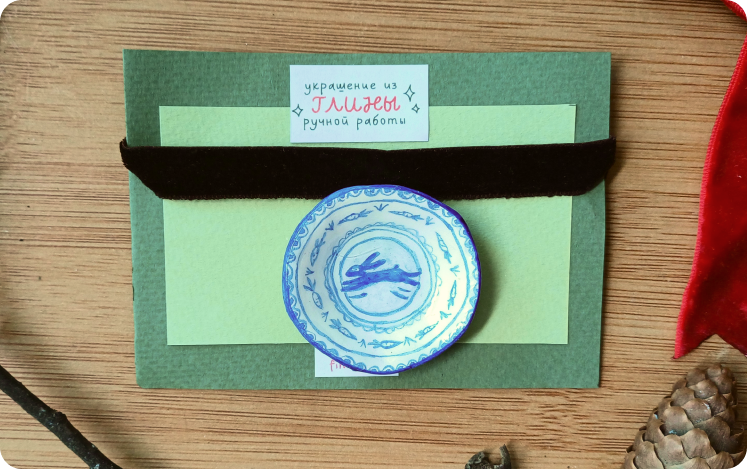 украшение из
глины
ручной работы